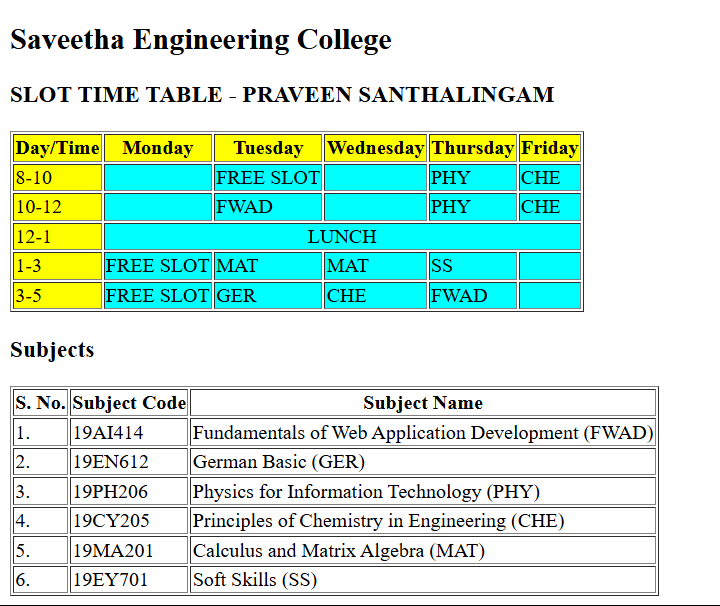 Saveetha Engineering College
SLOT TIME TABLE - PRAVEEN SANTHALINGAM
Day/Time Monday Tuesday Wednesday Thursday Friday
8-10 FREE SLOT PHY CHE
10-12 FWAD PHY CHE
12-1 LUNCH
1-3 FREE SLOT MAT MAT SS
3-5 FREE SLOT GER CHE FWAD
Subjects
S. No. Subject Code Subject Name
1. 19AI414 Fundamentals of Web Application Development (FWAD)
2. 19EN612 German Basic (GER)
3. 19PH206 Physics for Information Technology (PHY)
4. 19CY205 Principles of Chemistry in Engineering (CHE)
5. 19MA201 Calculus and Matrix Algebra (MAT)
6. 19EY701 Soft Skills (SS)